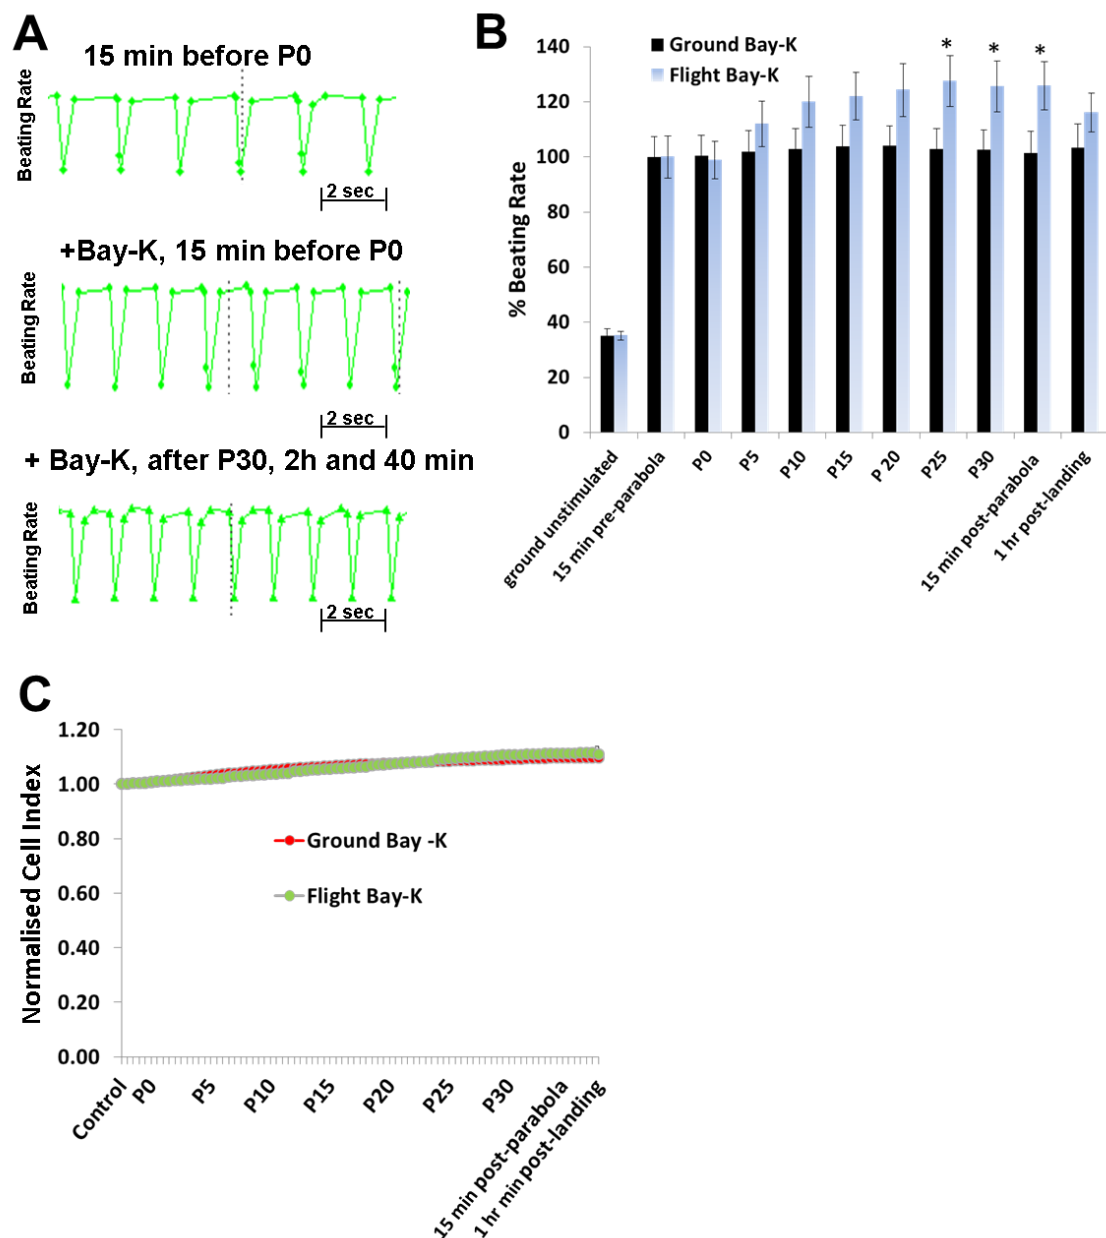 A
15 min before P0
Beating Rate
2 sec
+Bay-K, 15 min before P0
Beating Rate
2 sec
+ Bay-K, after P30, 2h and 40 min
Beating Rate
2 sec
B
% Beating Rate
140
120
100
80
60
40
20
0
Ground Bay-K
Flight Bay-K
*
*
*
ground unstimulated
15 min pre-parabola
P0
P5
P10
P15
P 20
P25
P30
15 min post-parabola
1 hr post-landing
C
Normalised Cell Index
1.20
1.00
0.80
0.60
0.40
0.20
0.00
Ground Bay -K
Flight Bay-K
Control
P0
P5
P10
P15
P20
P25
P30
15 min post-parabola
1 hr min post-landing